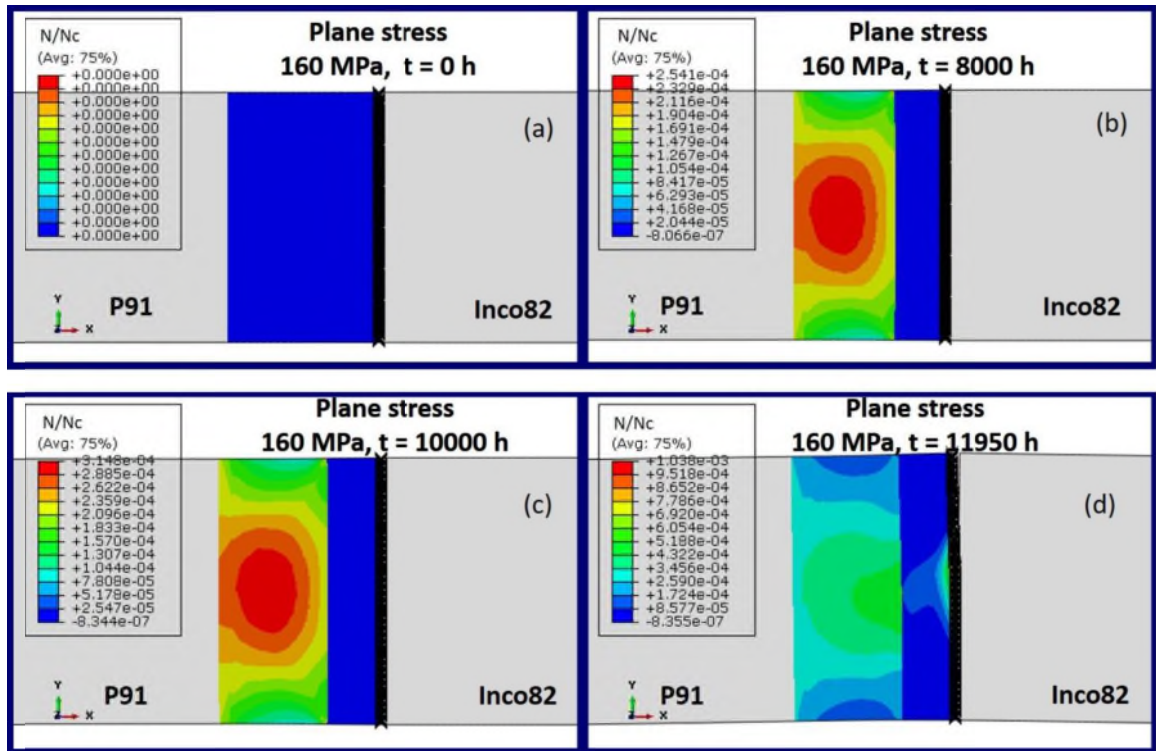 N/Nc
(Avg: 75%)
+0.000e+00
+0.000e+00
+0.000e+00
+0.000e+00
+0.000e+00
+0.000e+00
+0.000e+00
+0.000e+00
+0.000e+00
+0.000e+00
+0.000e+00
+0.000e+00
+0.000e+00
Plane stress
160 MPa, t = 0 h
(a)
Y
Z X
P91
Inco82
N/Nc
(Avg: 75%)
+2.541e-04
+2.329e-04
+2.116e-04
+1.904e-04
+1.691e-04
+1.479e-04
+1.267e-04
+1.054e-04
+8.417e-05
+6.293e-05
+4.168e-05
+2.044e-05
-8.066e-07
Plane stress
160 MPa, t = 8000 h
(b)
Y
Z X
P91
Inco82
N/Nc
(Avg: 75%)
+3.148e-04
+2.885e-04
+2.622e-04
+2.359e-04
+2.096e-04
+1.833e-04
+1.570e-04
+1.307e-04
+1.044e-04
+7.808e-05
+5.178e-05
+2.547e-05
-8.344e-07
Plane stress
160 MPa, t = 10000 h
(c)
Y
Z X
P91
Inco82
N/Nc
(Avg: 75%)
+1.038e-03
+9.518e-04
+8.652e-04
+7.786e-04
+6.920e-04
+6.054e-04
+5.188e-04
+4.322e-04
+3.456e-04
+2.590e-04
+1.724e-04
+8.577e-05
-8.355e-07
Plane stress
160 MPa, t = 11950 h
(d)
Y
Z X
P91
Inco82